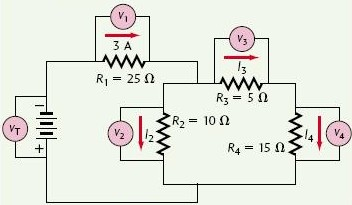 V1
3 A
R1 = 25 Ω
V3
I3
R3 = 5 Ω
VT
−
+
V2
I2
R2 = 10 Ω
R4 = 15 Ω
I4
V4